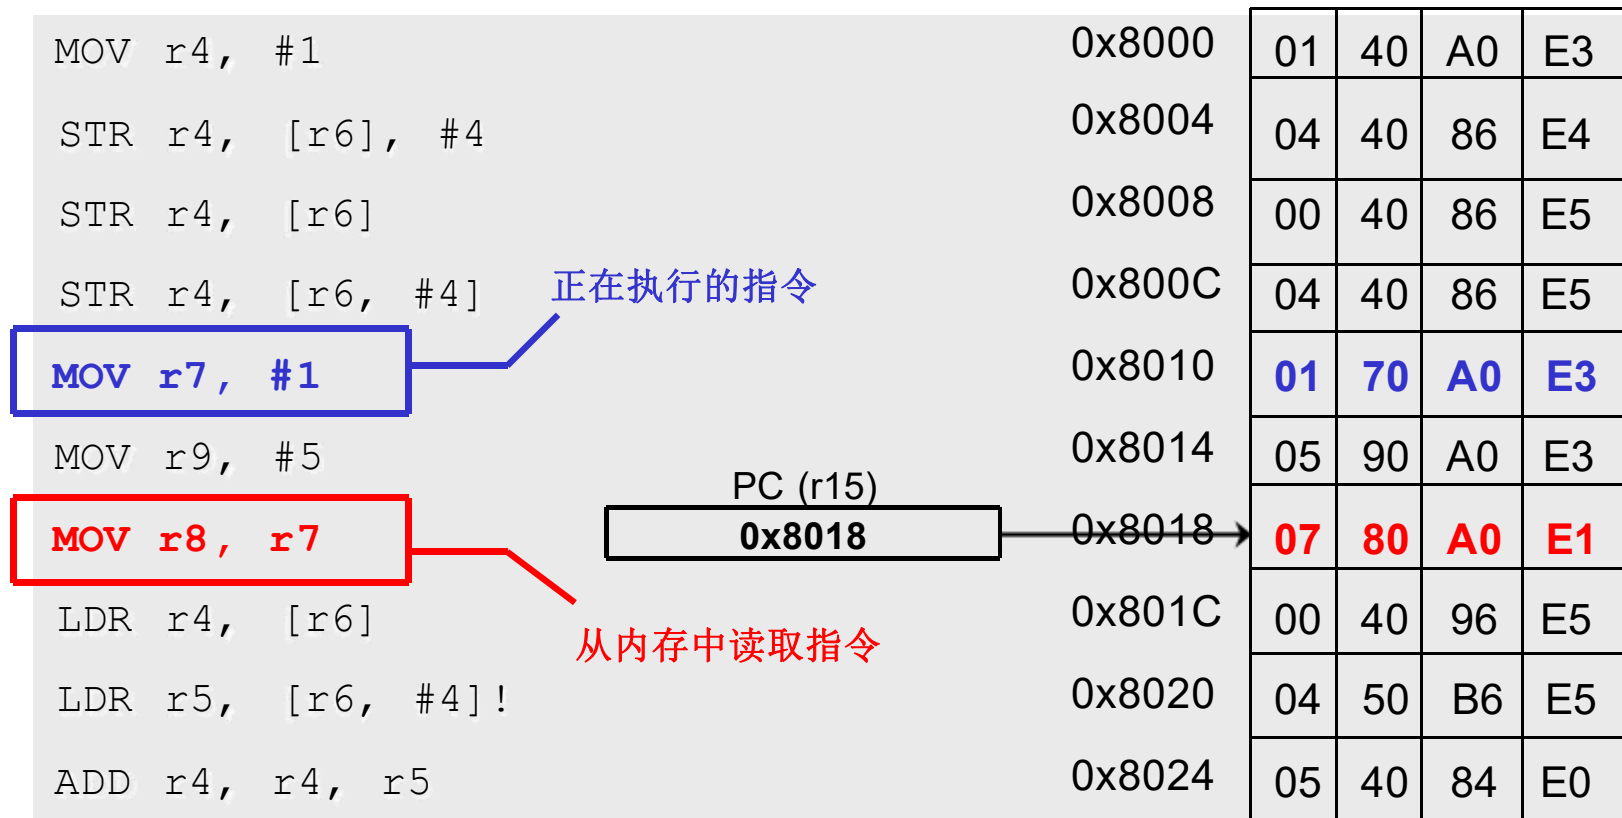 MOV r4, #1 0x8000 01 40 A0 E3
STR r4, [r6], #4 0x8004 04 40 86 E4
STR r4, [r6] 0x8008 00 40 86 E5
STR r4, [r6, #4] 正在执行的指令 0x800C 04 40 86 E5
MOV r7, #1 0x8010 01 70 A0 E3
MOV r9, #5 0x8014 05 90 A0 E3
PC (r15)
MOV r8, r7 0x8018 0x8018 07 80 A0 E1
LDR r4, [r6] 0x801C 00 40 96 E5
从内存中读取指令
LDR r5, [r6, #4]! 0x8020 04 50 B6 E5
ADD r4, r4, r5 0x8024 05 40 84 E0